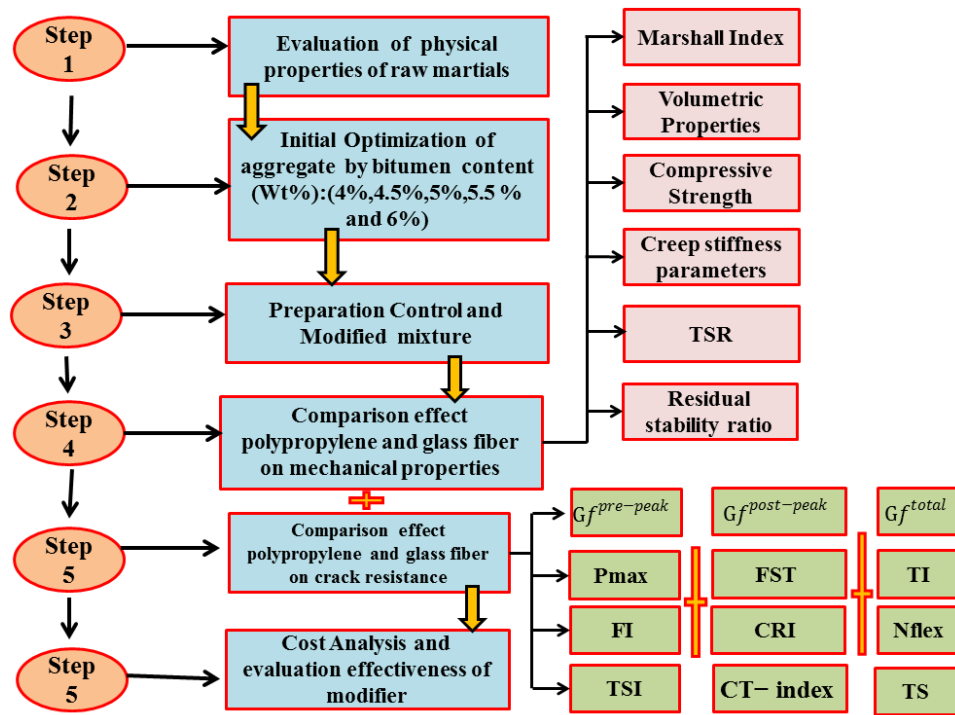 Step
1
Evaluation of physical
properties of raw martials
Step
2
Initial Optimization of
aggregate by bitumen content
(Wt%):(4%,4.5%,5%,5.5 %
and 6%)
Step
3
Preparation Control and
Modified mixture
Step
4
Comparison effect
polypropylene and glass fiber
on mechanical properties
Marshall Index
Volumetric
Properties
Compressive
Strength
Creep stiffness
parameters
TSR
Residual
stability ratio
Step
5
Comparison effect
polypropylene and glass fiber
on crack resistance
Gf^pre−peak
Gf^post−peak
Gf^total
Pmax
FST
TI
FI
CRI
Nflex
TSI
CT− index
TS
Step
5
Cost Analysis and
evaluation effectiveness of
modifier